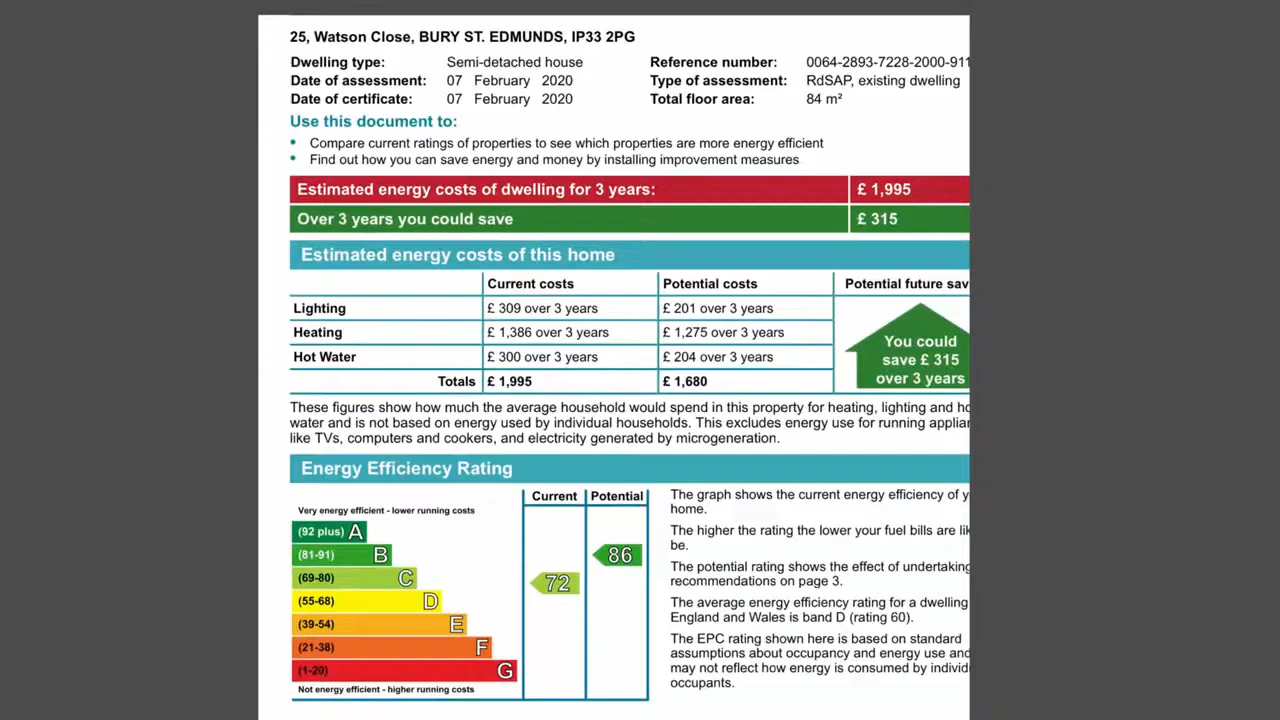 25, Watson Close, BURY ST. EDMUNDS, IP33 2PG
Dwelling type: Semi-detached house Reference number: 0064-2893-7228-2000-911
Date of assessment: 07 February 2020 Type of assessment: RdSAP, existing dwelling
Date of certificate: 07 February 2020 Total floor area: 84 m²
Use this document to:
• Compare current ratings of properties to see which properties are more energy efficient
• Find out how you can save energy and money by installing improvement measures
Estimated energy costs of dwelling for 3 years: £ 1,995
Over 3 years you could save £ 315
Estimated energy costs of this home
Current costs Potential costs Potential future sav
Lighting £ 309 over 3 years £ 201 over 3 years
Heating £ 1,386 over 3 years £ 1,275 over 3 years
Hot Water £ 300 over 3 years £ 204 over 3 years
Totals £ 1,995 £ 1,680
You could
save £ 315
over 3 years
These figures show how much the average household would spend in this property for heating, lighting and ho
water and is not based on energy used by individual households. This excludes energy use for running applian
like TVs, computers and cookers, and electricity generated by microgeneration.
Energy Efficiency Rating
Current Potential
Very energy efficient - lower running costs
(92 plus) A
(81-91) B
(69-80) C
(55-68) D
(39-54) E
(21-38) F
(1-20) G
Not energy efficient - higher running costs
72
86
The graph shows the current energy efficiency of y
home.
The higher the rating the lower your fuel bills are lik
be.
The potential rating shows the effect of undertaking
recommendations on page 3.
The average energy efficiency rating for a dwelling
England and Wales is band D (rating 60).
The EPC rating shown here is based on standard
assumptions about occupancy and energy use and
may not reflect how energy is consumed by individ
occupants.